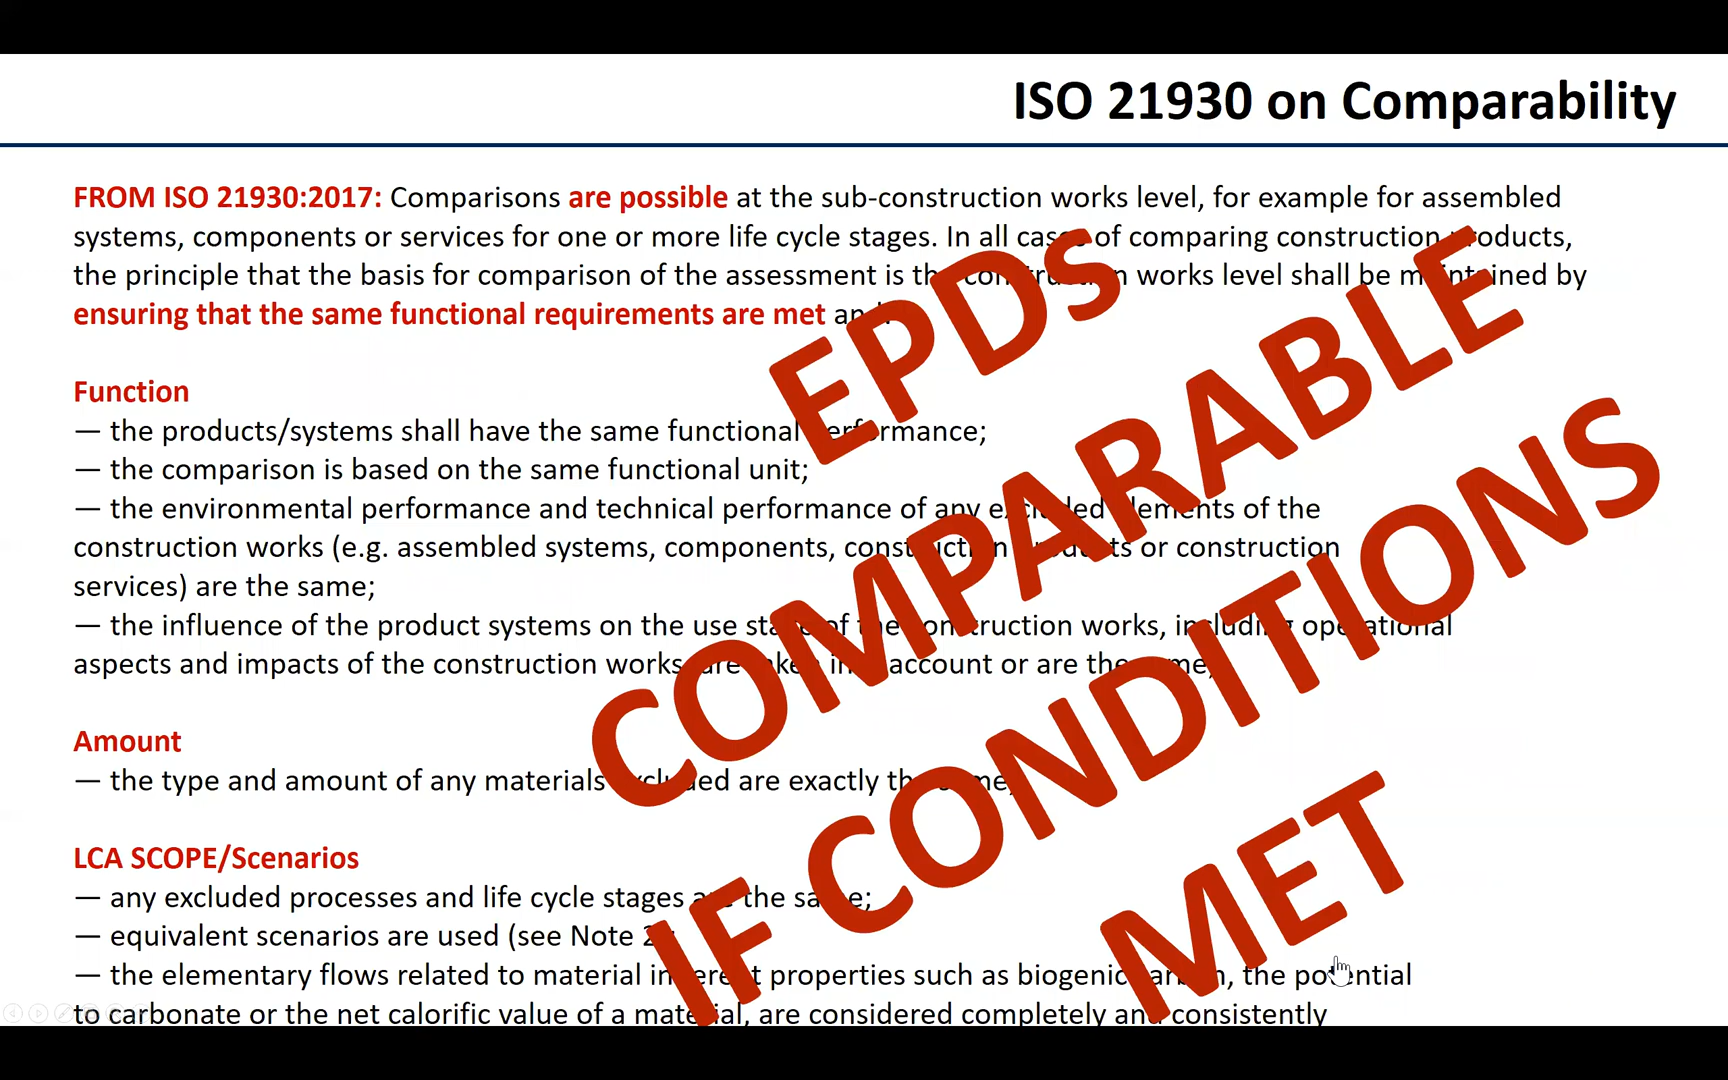 ISO 21930 on Comparability
FROM ISO 21930:2017: Comparisons are possible at the sub-construction works level, for example for assembled
systems, components or services for one or more life cycle stages. In all cases of comparing construction products,
the principle that the basis for comparison of the assessment is the construction works level shall be maintained by
ensuring that the same functional requirements are met and:
Function
— the products/systems shall have the same functional performance;
— the comparison is based on the same functional unit;
— the environmental performance and technical performance of any excluded elements of the
construction works (e.g. assembled systems, components, construction products or construction
services) are the same;
— the influence of the product systems on the use stage of the construction works, including operational
aspects and impacts of the construction works, are taken into account or are the same;
Amount
— the type and amount of any materials excluded are exactly the same;
LCA SCOPE/Scenarios
— any excluded processes and life cycle stages are the same;
— equivalent scenarios are used (see Note 2);
— the elementary flows related to material inherent properties such as biogenic carbon, the potential
to carbonate or the net calorific value of a material, are considered completely and consistently
EPDs
COMPARABLE
IF CONDITIONS
MET